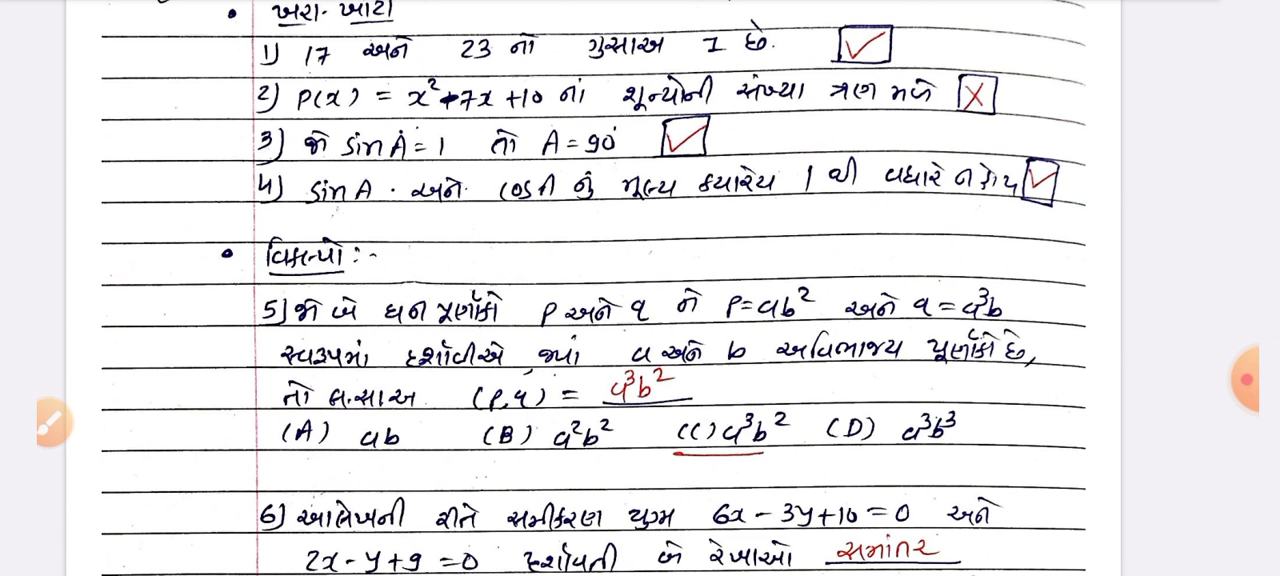 ખરા-ખોટા
1) 17 અને 23 નો ગુસાઅ 1 છે. ✓
2) P(x) = x²+7x+10 નાં શૂન્યોની સંખ્યા ત્રણ મળે ✗
3) જો sin A = 1 તો A = 90° ✓
4) sin A . અને cos A નું મૂલ્ય ક્યારેય 1 થી વધારે ન હોય ✓
વિકલ્પો :-
5) જો બે ધન પૂર્ણાંકો p અને q ને P=ab² અને q=a³b
સ્વરૂપમાં દર્શાવીએ જ્યાં a અને b અવિભાજ્ય પૂર્ણાંકો છે,
તો લ.સાઅ (p,q) = a³b²
(A) ab (B) a²b² (C) a³b² (D) a³b³
6) આલેખની રીતે સમીકરણ યુગ્મ 6x-3y+10=0 અને
2x-y+9=0 દર્શાવતી બે રેખાઓ સમાંતર